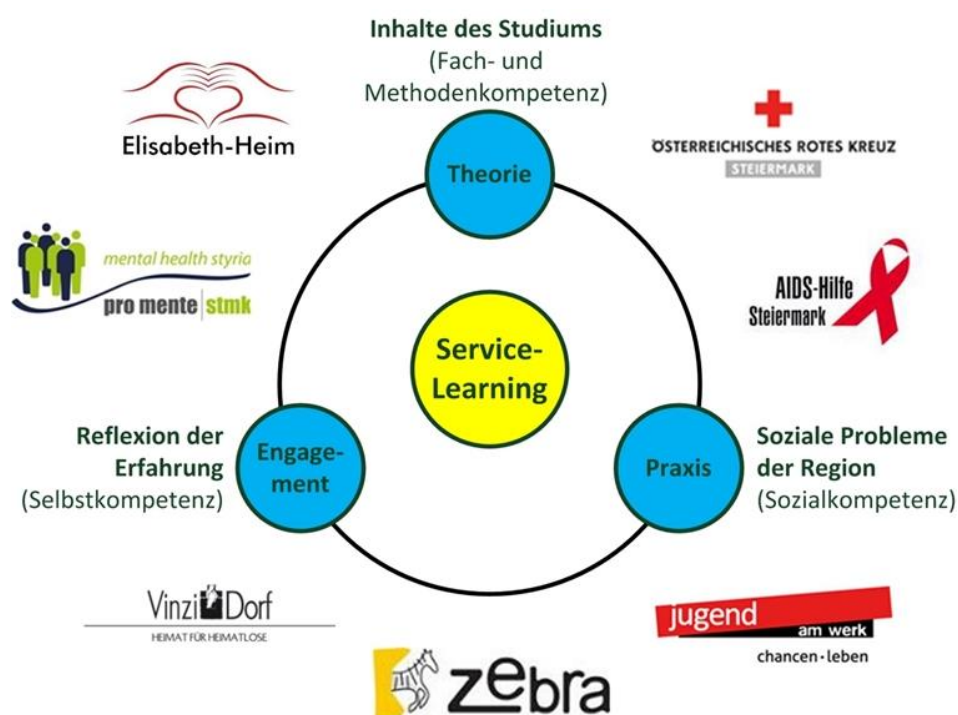 Inhalte des Studiums
(Fach- und
Methodenkompetenz)
Elisabeth-Heim
ÖSTERREICHISCHES ROTES KREUZ
STEIERMARK
Theorie
mental health styria
pro mente stmk
AIDS-Hilfe
Steiermark
Service-
Learning
Reflexion der
Erfahrung
(Selbstkompetenz)
Engage-
ment
Praxis
Soziale Probleme
der Region
(Sozialkompetenz)
VinziDorf
HEIMAT FÜR HEIMATLOSE
jugend
am werk
chancen·leben
zebra